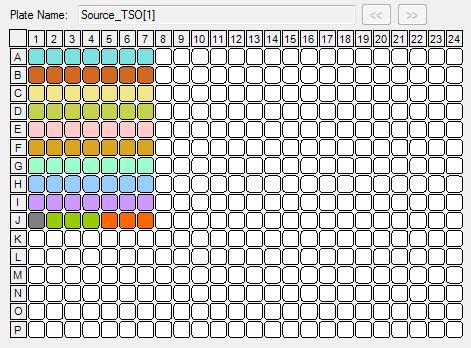 Plate Name: Source_TSO[1] << >>
1 2 3 4 5 6 7 8 9 10 11 12 13 14 15 16 17 18 19 20 21 22 23 24
A
B
C
D
E
F
G
H
I
J
K
L
M
N
O
P